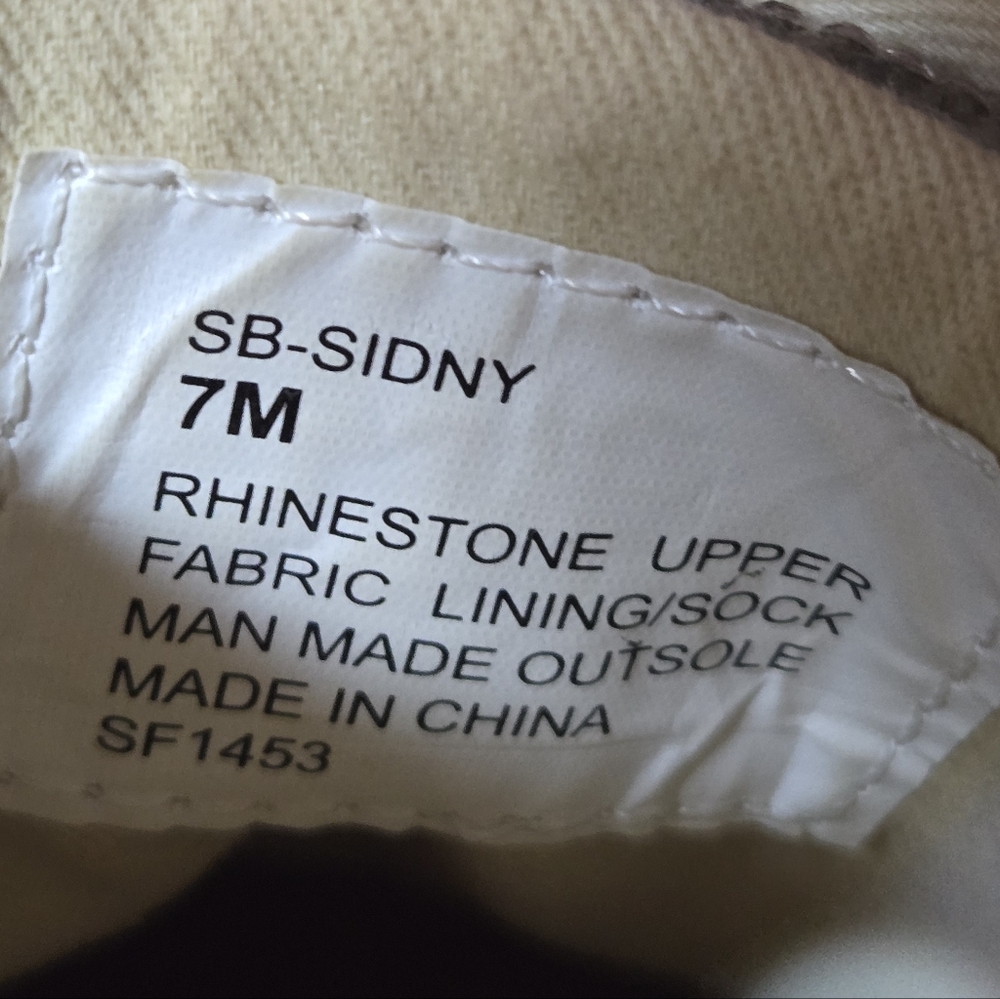 SB-SIDNY
7M
RHINESTONE UPPER
FABRIC LINING/SOCK
MAN MADE OUTSOLE
MADE IN CHINA
SF1453